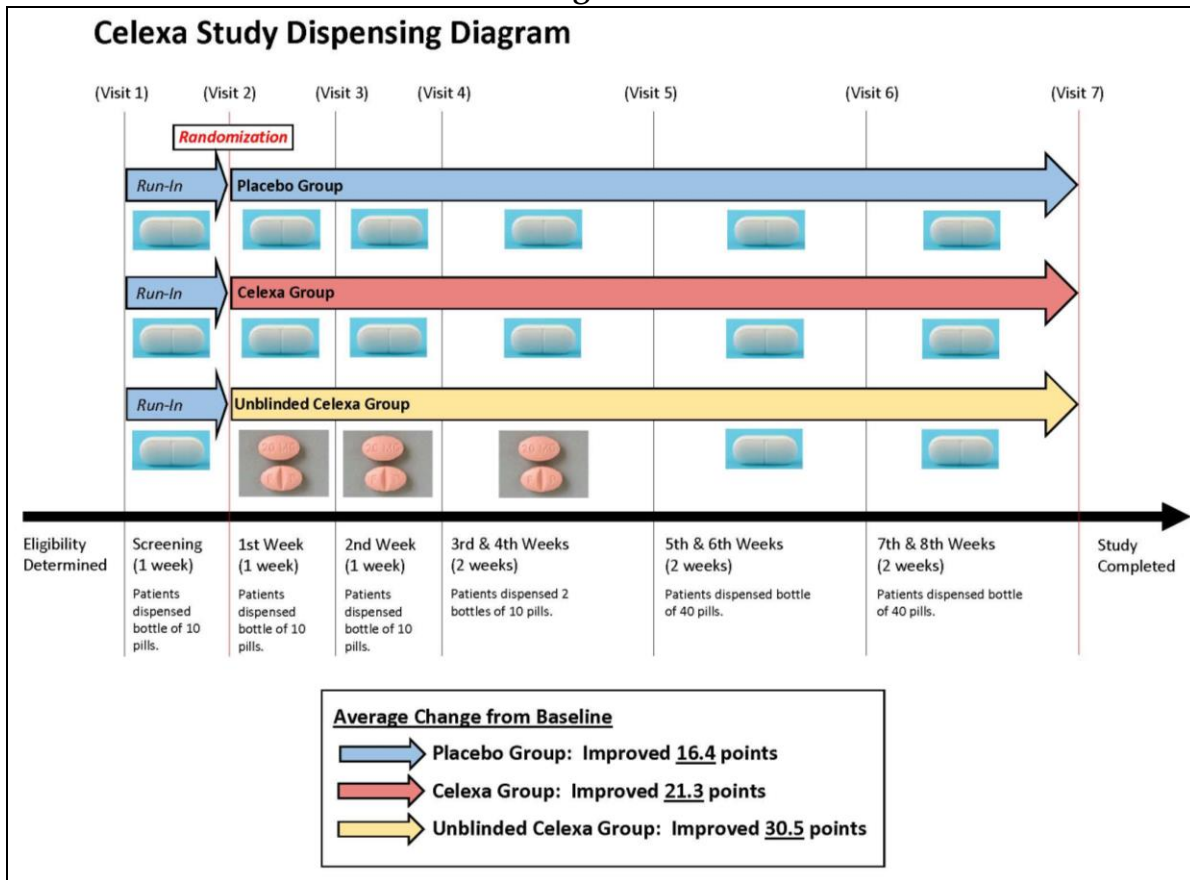 Celexa Study Dispensing Diagram
(Visit 1) (Visit 2) (Visit 3) (Visit 4) (Visit 5) (Visit 6) (Visit 7)
Randomization
Run-In Placebo Group
Run-In Celexa Group
Run-In Unblinded Celexa Group
20 MG
20 MG
20 MG
Eligibility
Determined
Screening
(1 week)
Patients
dispensed
bottle of 10
pills.
1st Week
(1 week)
Patients
dispensed
bottle of 10
pills.
2nd Week
(1 week)
Patients
dispensed
bottle of 10
pills.
3rd & 4th Weeks
(2 weeks)
Patients dispensed 2
bottles of 10 pills.
5th & 6th Weeks
(2 weeks)
Patients dispensed bottle
of 40 pills.
7th & 8th Weeks
(2 weeks)
Patients dispensed bottle
of 40 pills.
Study
Completed
Average Change from Baseline
Placebo Group: Improved 16.4 points
Celexa Group: Improved 21.3 points
Unblinded Celexa Group: Improved 30.5 points